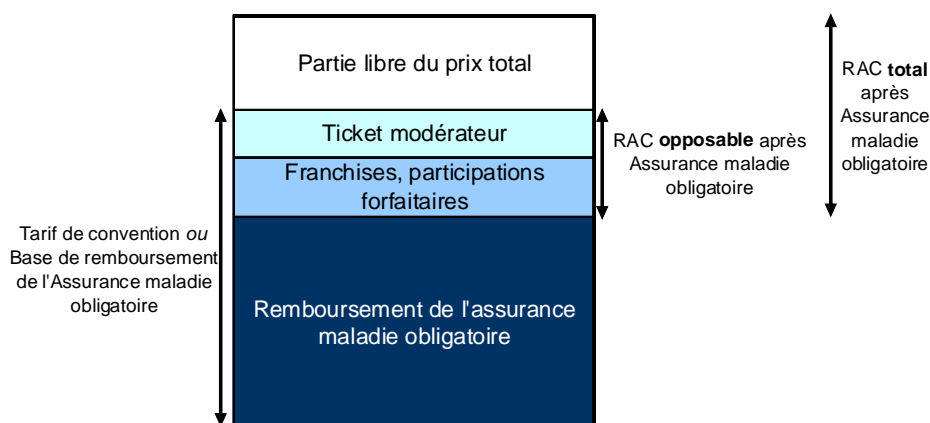 Partie libre du prix total
Ticket modérateur
Franchises, participations
forfaitaires
Remboursement de l'assurance
maladie obligatoire
Tarif de convention ou
Base de remboursement
de l'Assurance maladie
obligatoire
RAC opposable après
Assurance maladie
obligatoire
RAC total
après
Assurance
maladie
obligatoire